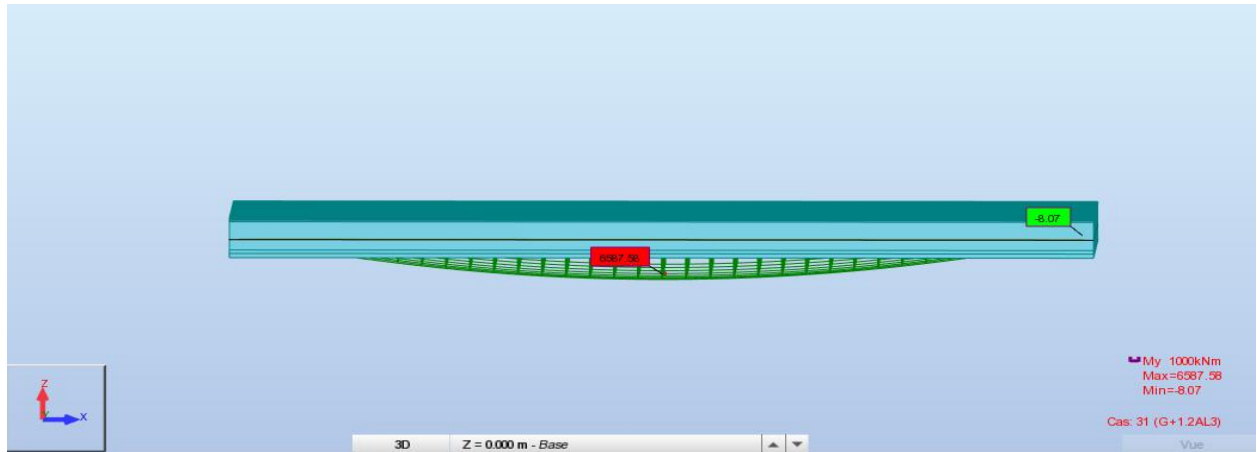 -8.07
6587.58
My 1000kNm
Max=6587.58
Min=-8.07
Cas: 31 (G+1.2AL3)
Z
Y
X
3D
Z = 0.000 m - Base
Vue